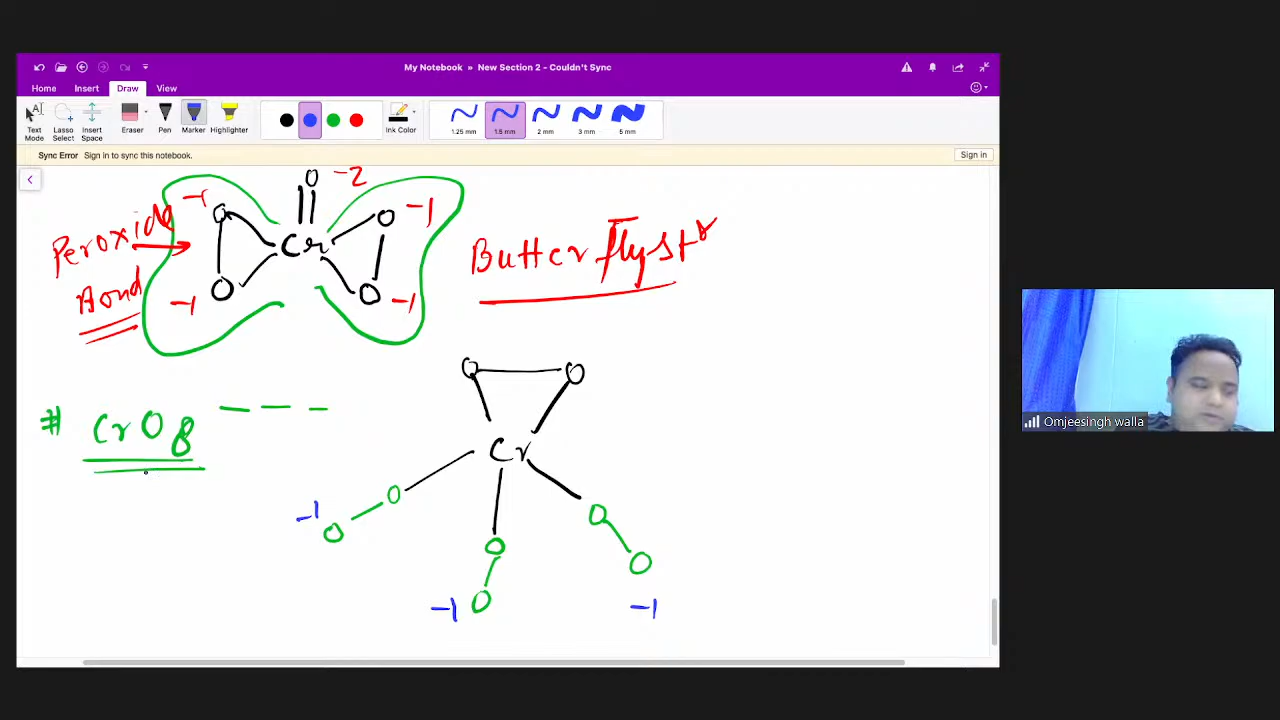 My Notebook » New Section 2 - Couldn't Sync
Home Insert Draw View
Text Mode
Lasso Select
Insert Space
Eraser
Pen
Marker
Highlighter
Ink Color
1.25 mm
1.5 mm
2 mm
3 mm
5 mm
Sync Error Sign in to sync this notebook.
Sign in
O -2
-1 O Cr O -1
-1 O O -1
Peroxide
Bond
Butterfly str
# CrO8 - - -
O O
Cr
-1 O O
O O
-1 O
O -1
Omjeesingh walla